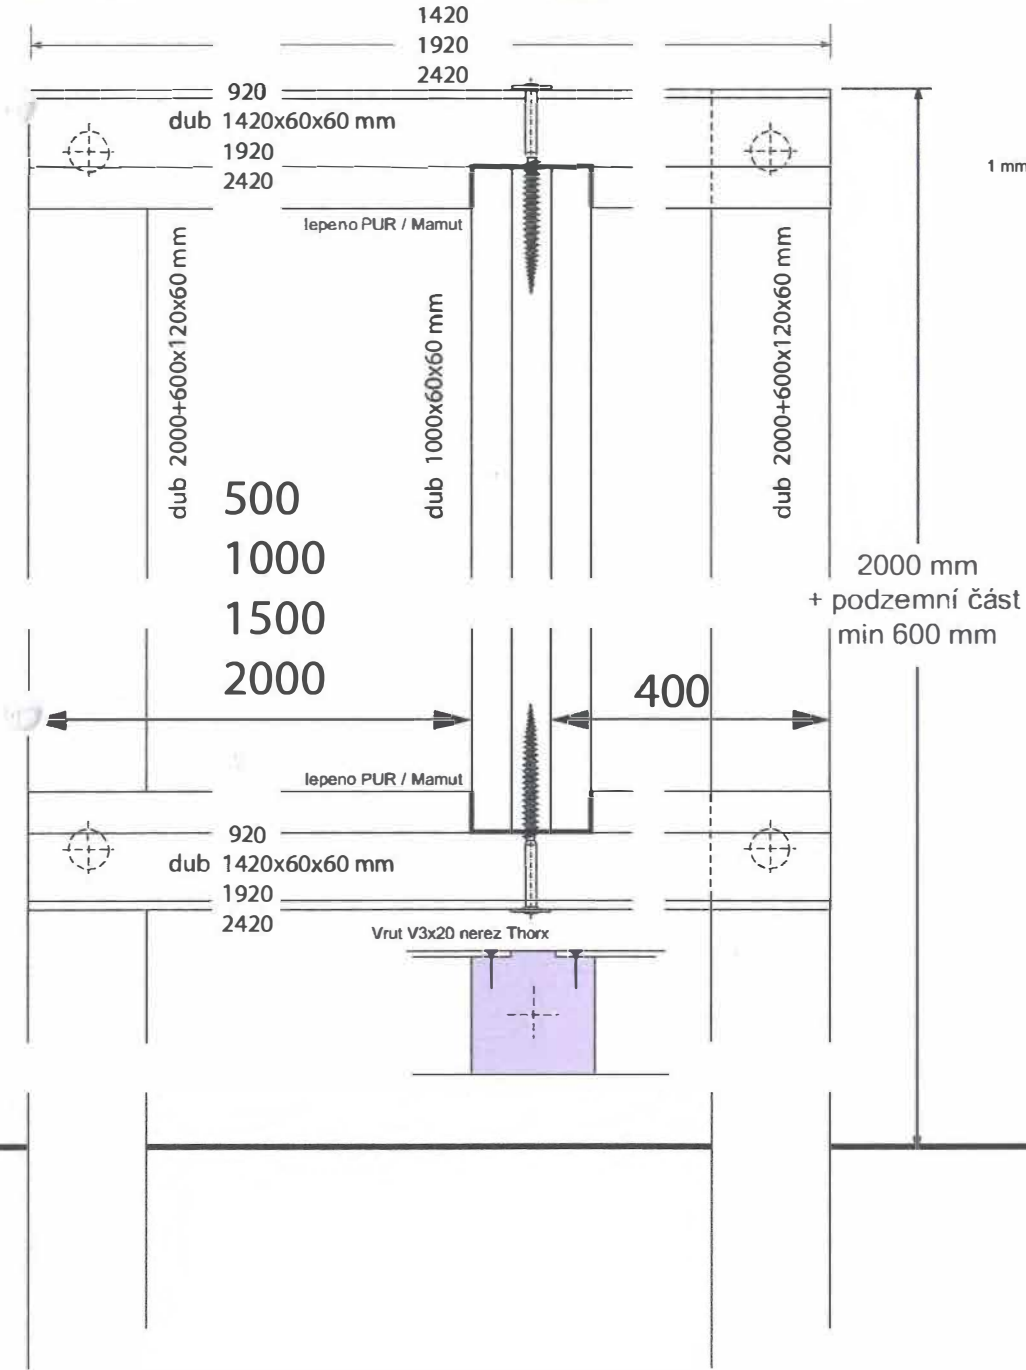 1420
1920
2420
920
dub 1420x60x60 mm
1920
2420
1 mm
lepeno PUR / Mamut
dub 2000+600x120x60 mm
dub 1000x60x60 mm
dub 2000+600x120x60 mm
500
1000
1500
2000
2000 mm
+ podzemní část
min 600 mm
400
lepeno PUR / Mamut
920
dub 1420x60x60 mm
1920
2420
Vrut V3x20 nerez Thorx